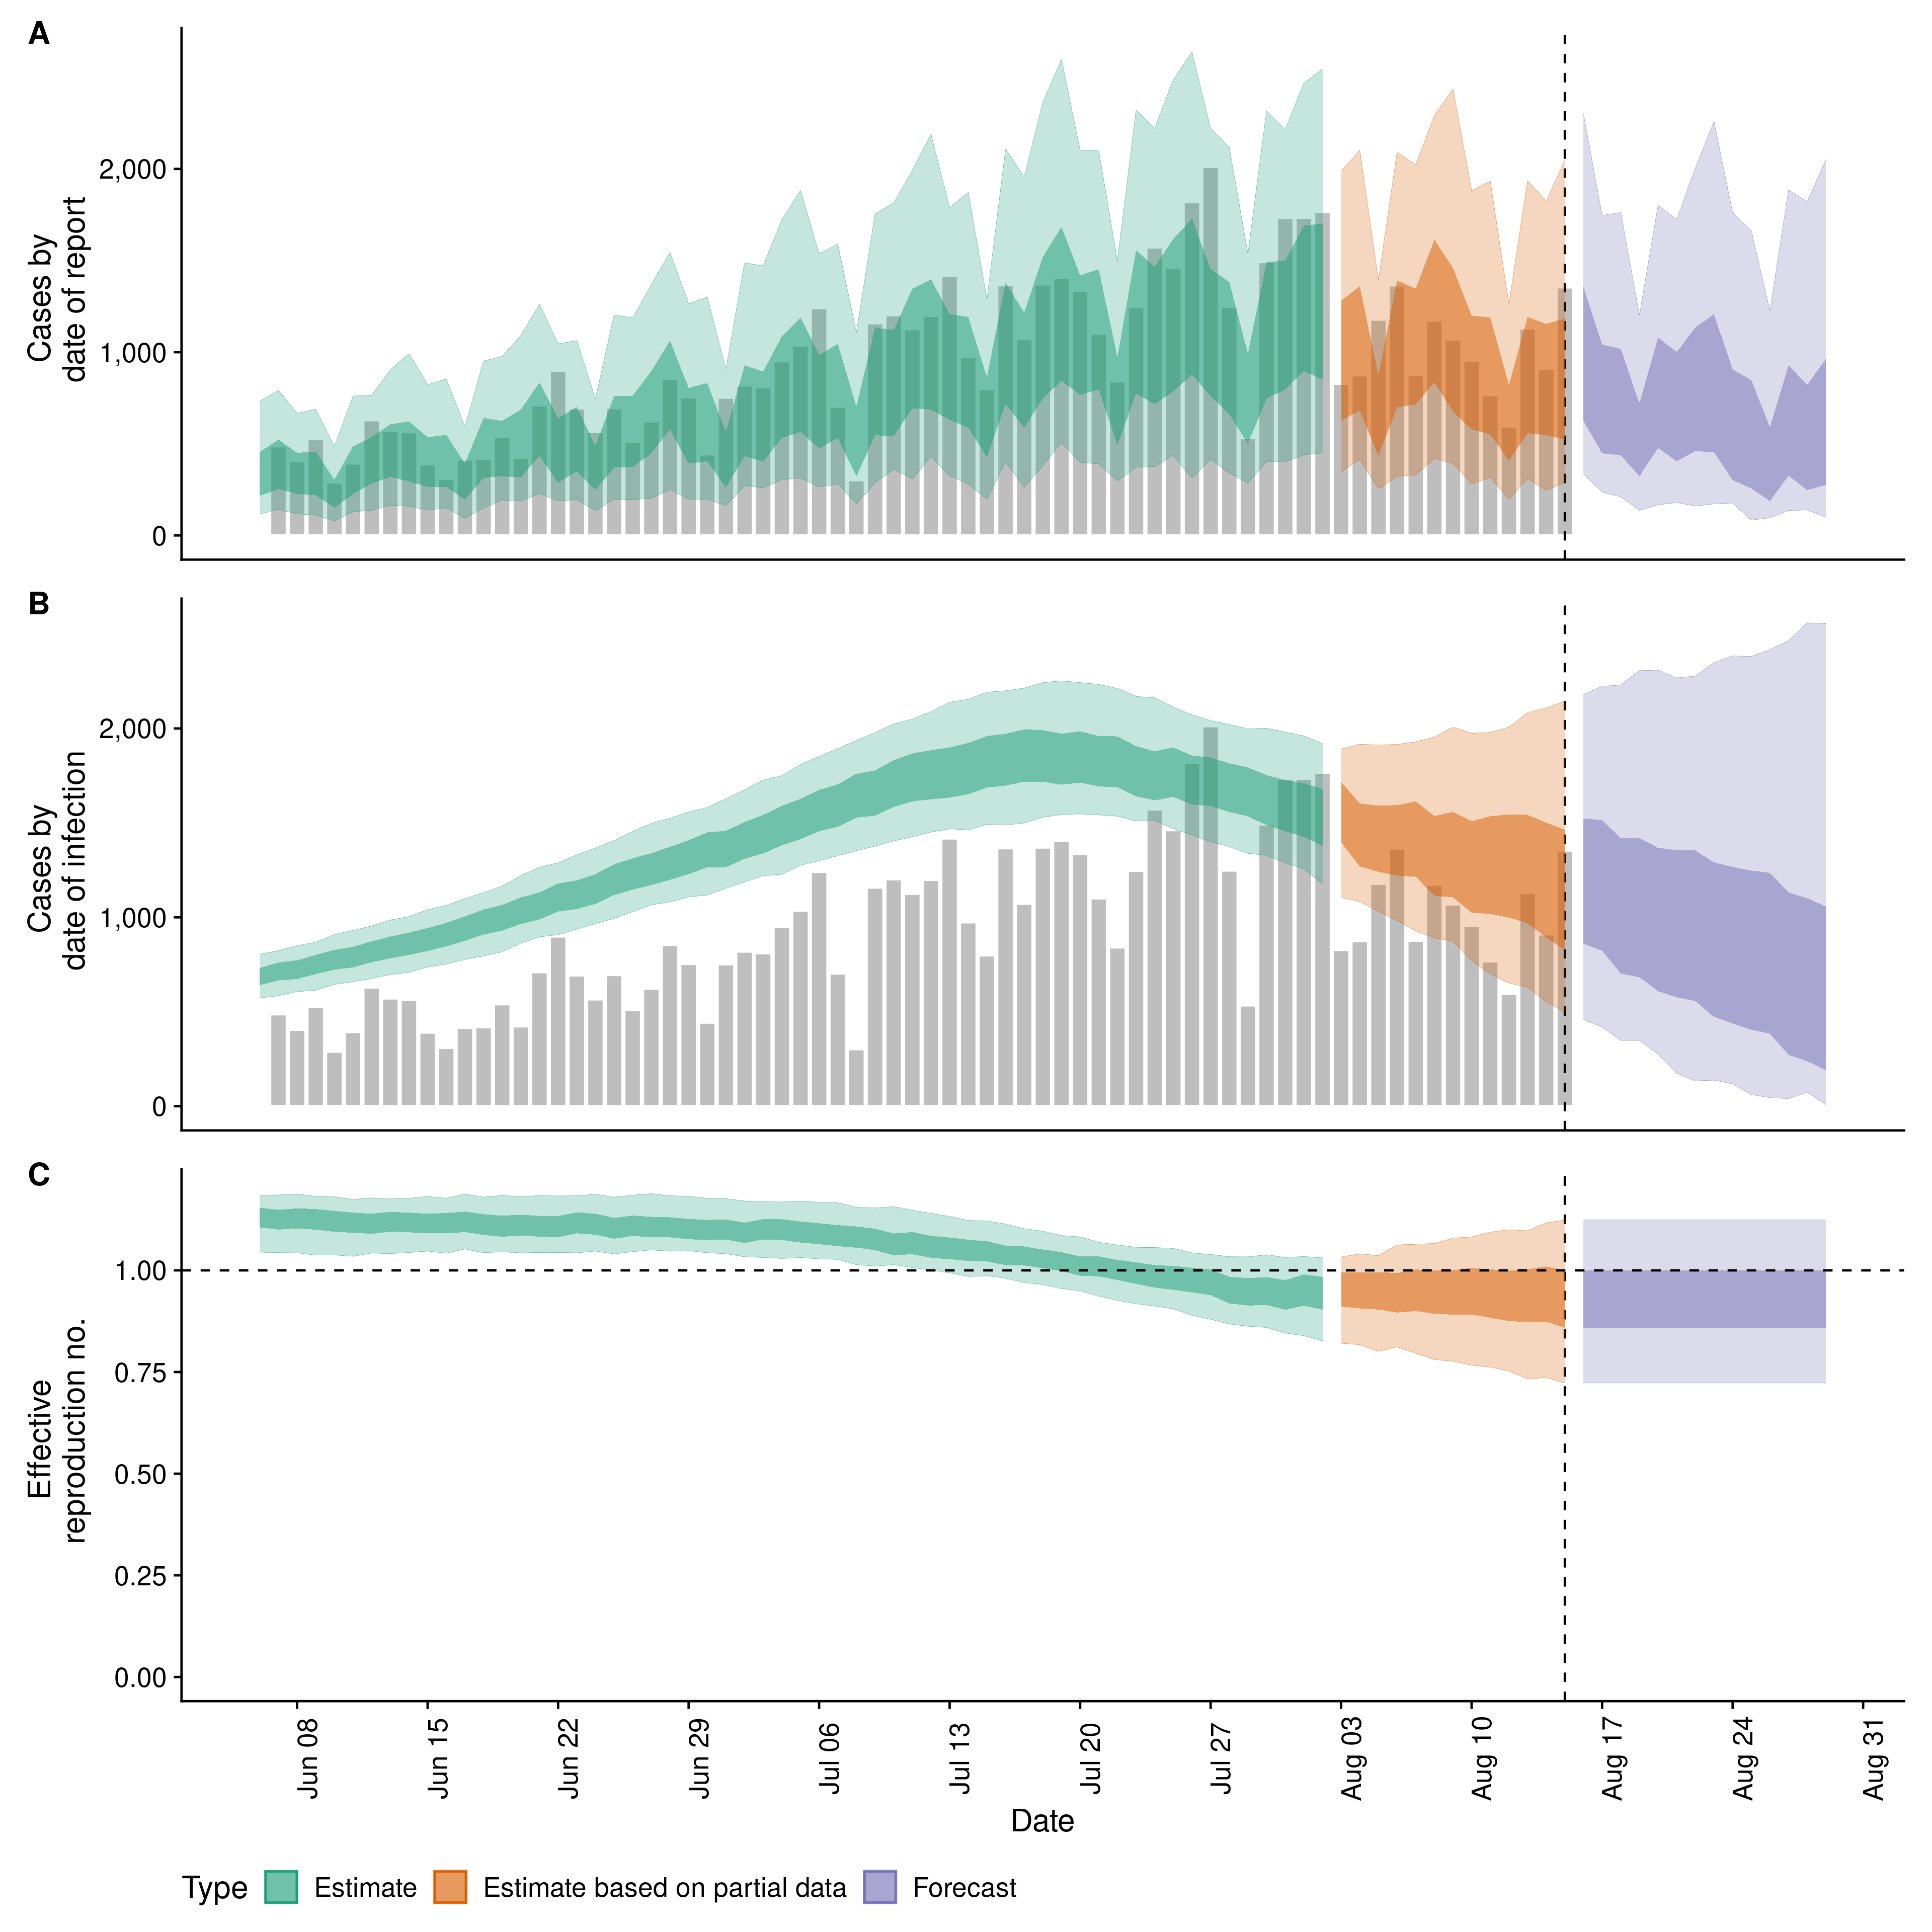 A
Cases by
date of report
2,000
1,000
0
B
Cases by
date of infection
2,000
1,000
0
C
Effective
reproduction no.
1.00
0.75
0.50
0.25
0.00
Jun 08
Jun 15
Jun 22
Jun 29
Jul 06
Jul 13
Jul 20
Jul 27
Aug 03
Aug 10
Aug 17
Aug 24
Aug 31
Date
Type Estimate Estimate based on partial data Forecast